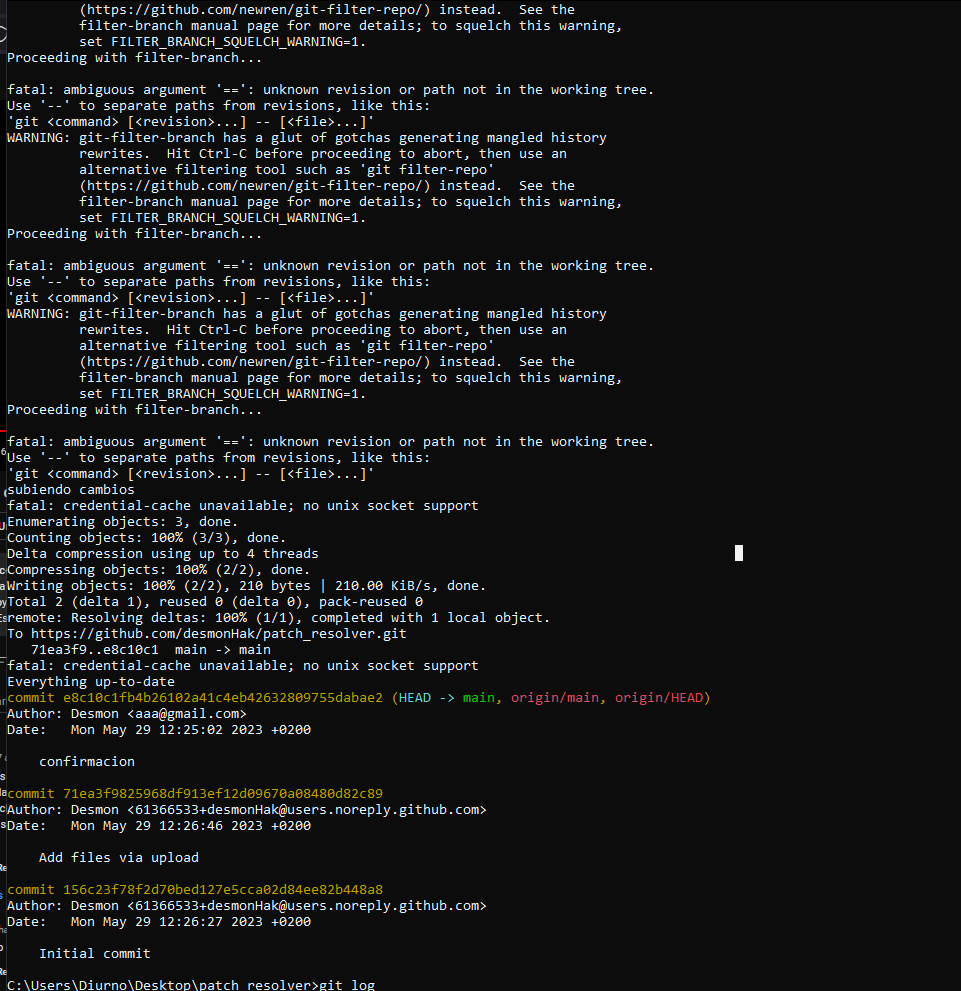 (https://github.com/newren/git-filter-repo/) instead.  See the
filter-branch manual page for more details; to squelch this warning,
set FILTER_BRANCH_SQUELCH_WARNING=1.
Proceeding with filter-branch...
fatal: ambiguous argument '==': unknown revision or path not in the working tree.
Use '--' to separate paths from revisions, like this:
'git <command> [<revision>...] -- [<file>...]'
WARNING: git-filter-branch has a glut of gotchas generating mangled history
rewrites.  Hit Ctrl-C before proceeding to abort, then use an
alternative filtering tool such as 'git filter-repo'
(https://github.com/newren/git-filter-repo/) instead.  See the
filter-branch manual page for more details; to squelch this warning,
set FILTER_BRANCH_SQUELCH_WARNING=1.
Proceeding with filter-branch...
fatal: ambiguous argument '==': unknown revision or path not in the working tree.
Use '--' to separate paths from revisions, like this:
'git <command> [<revision>...] -- [<file>...]'
WARNING: git-filter-branch has a glut of gotchas generating mangled history
rewrites.  Hit Ctrl-C before proceeding to abort, then use an
alternative filtering tool such as 'git filter-repo'
(https://github.com/newren/git-filter-repo/) instead.  See the
filter-branch manual page for more details; to squelch this warning,
set FILTER_BRANCH_SQUELCH_WARNING=1.
Proceeding with filter-branch...
fatal: ambiguous argument '==': unknown revision or path not in the working tree.
Use '--' to separate paths from revisions, like this:
'git <command> [<revision>...] -- [<file>...]'
subiendo cambios
fatal: credential-cache unavailable; no unix socket support
Enumerating objects: 3, done.
Counting objects: 100% (3/3), done.
Delta compression using up to 4 threads
Compressing objects: 100% (2/2), done.
Writing objects: 100% (2/2), 210 bytes | 210.00 KiB/s, done.
Total 2 (delta 1), reused 0 (delta 0), pack-reused 0
remote: Resolving deltas: 100% (1/1), completed with 1 local object.
To https://github.com/desmonHak/patch_resolver.git
71ea3f9..e8c10c1  main -> main
fatal: credential-cache unavailable; no unix socket support
Everything up-to-date
commit e8c10c1fb4b26102a41c4eb42632809755dabae2 (HEAD -> main, origin/main, origin/HEAD)
Author: Desmon <aaa@gmail.com>
Date:   Mon May 29 12:25:02 2023 +0200
confirmacion
commit 71ea3f9825968df913ef12d09670a08480d82c89
Author: Desmon <61366533+desmonHak@users.noreply.github.com>
Date:   Mon May 29 12:26:46 2023 +0200
Add files via upload
commit 156c23f78f2d70bed127e5cca02d84ee82b448a8
Author: Desmon <61366533+desmonHak@users.noreply.github.com>
Date:   Mon May 29 12:26:27 2023 +0200
Initial commit
C:\Users\Diurno\Desktop\patch_resolver>git log